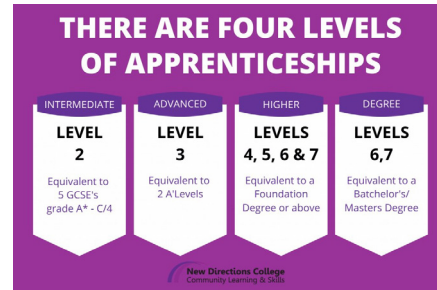 THERE ARE FOUR LEVELS
OF APPRENTICESHIPS
INTERMEDIATE
LEVEL
2
Equivalent to
5 GCSE's
grade A* - C/4
ADVANCED
LEVEL
3
Equivalent to
2 A'Levels
HIGHER
LEVELS
4, 5, 6 & 7
Equivalent to a
Foundation
Degree or above
DEGREE
LEVELS
6,7
Equivalent to a
Batchelor's/
Masters Degree
New Directions College
Community Learning & Skills